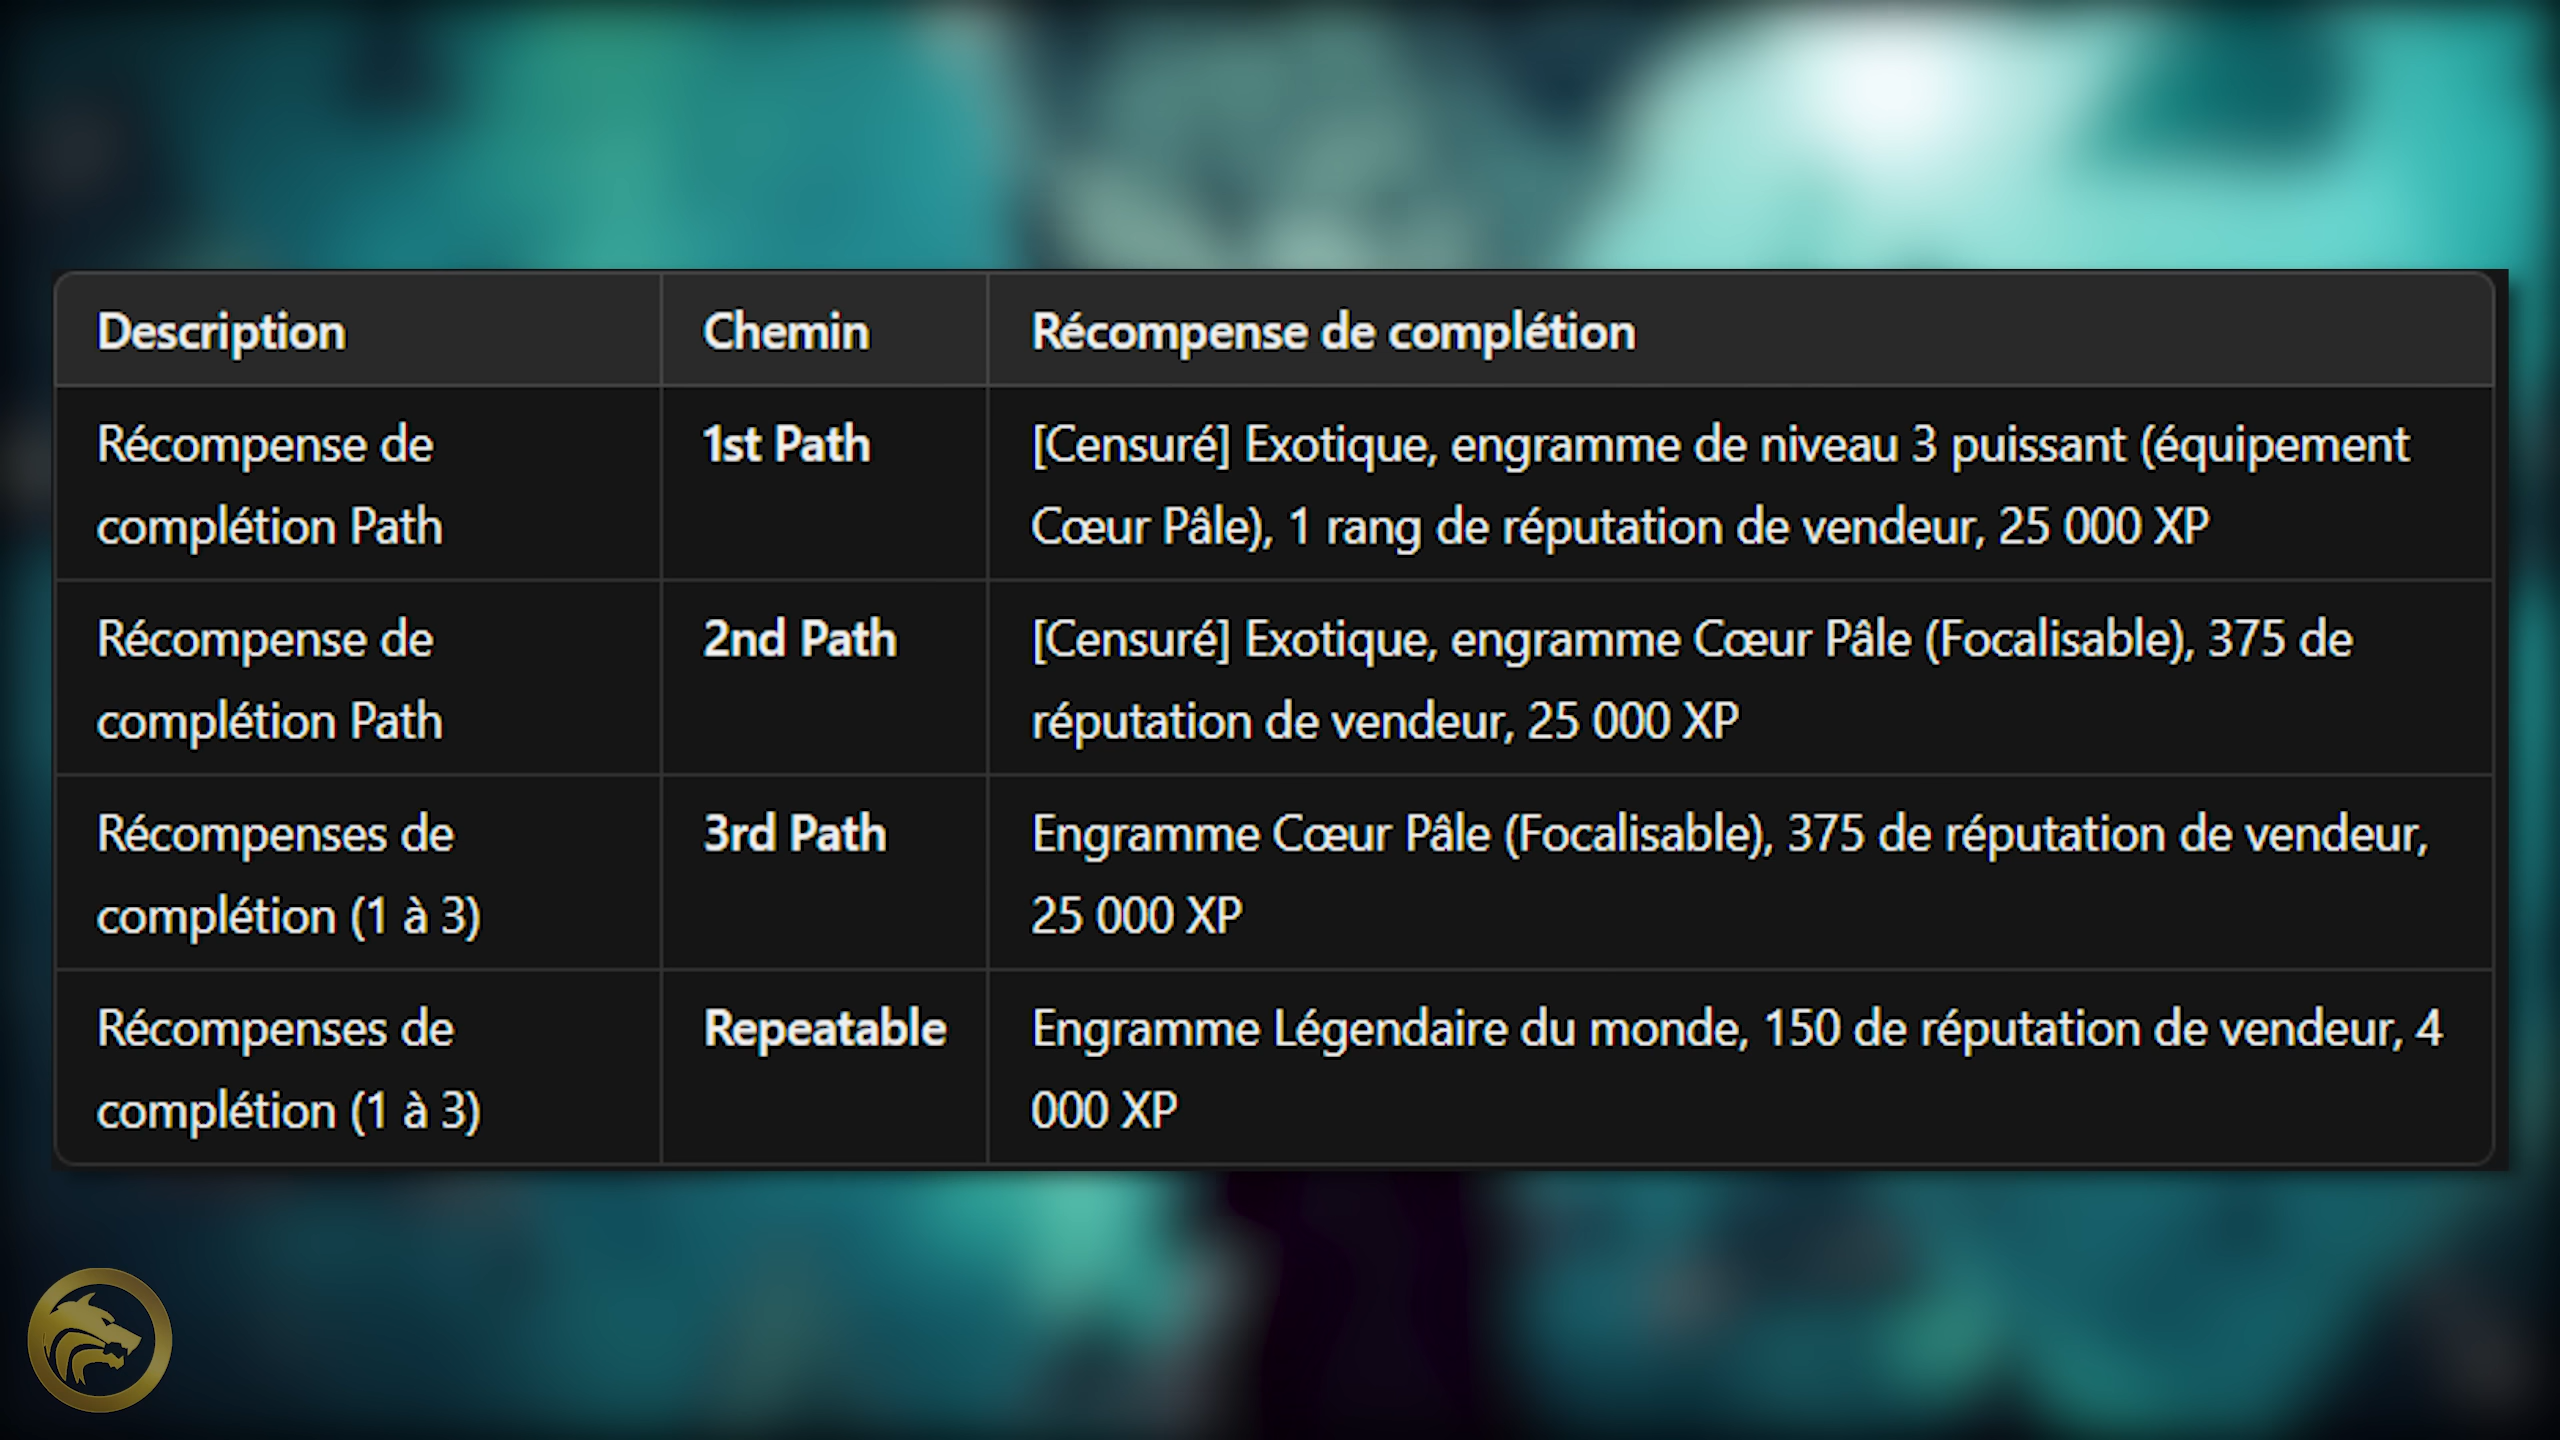 Description Chemin Récompense de complétion
Récompense de 1st Path [Censuré] Exotique, engramme de niveau 3 puissant (équipement
complétion Path Cœur Pâle), 1 rang de réputation de vendeur, 25 000 XP
Récompense de 2nd Path [Censuré] Exotique, engramme Cœur Pâle (Focalisable), 375 de
complétion Path réputation de vendeur, 25 000 XP
Récompenses de 3rd Path Engramme Cœur Pâle (Focalisable), 375 de réputation de vendeur,
complétion (1 à 3) 25 000 XP
Récompenses de Repeatable Engramme Légendaire du monde, 150 de réputation de vendeur, 4
complétion (1 à 3) 000 XP